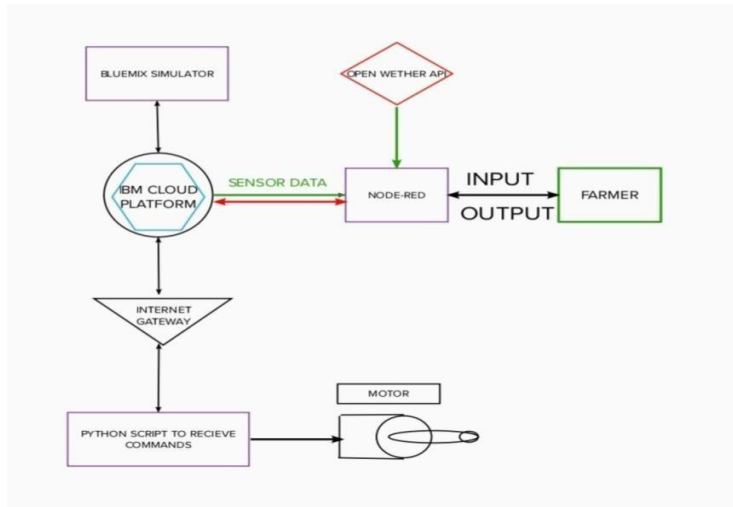 BLUEMIX SIMULATOR
OPEN WETHER API
IBM CLOUD
PLATFORM
SENSOR DATA
NODE-RED
INPUT
OUTPUT
FARMER
INTERNET
GATEWAY
MOTOR
PYTHON SCRIPT TO RECIEVE
COMMANDS